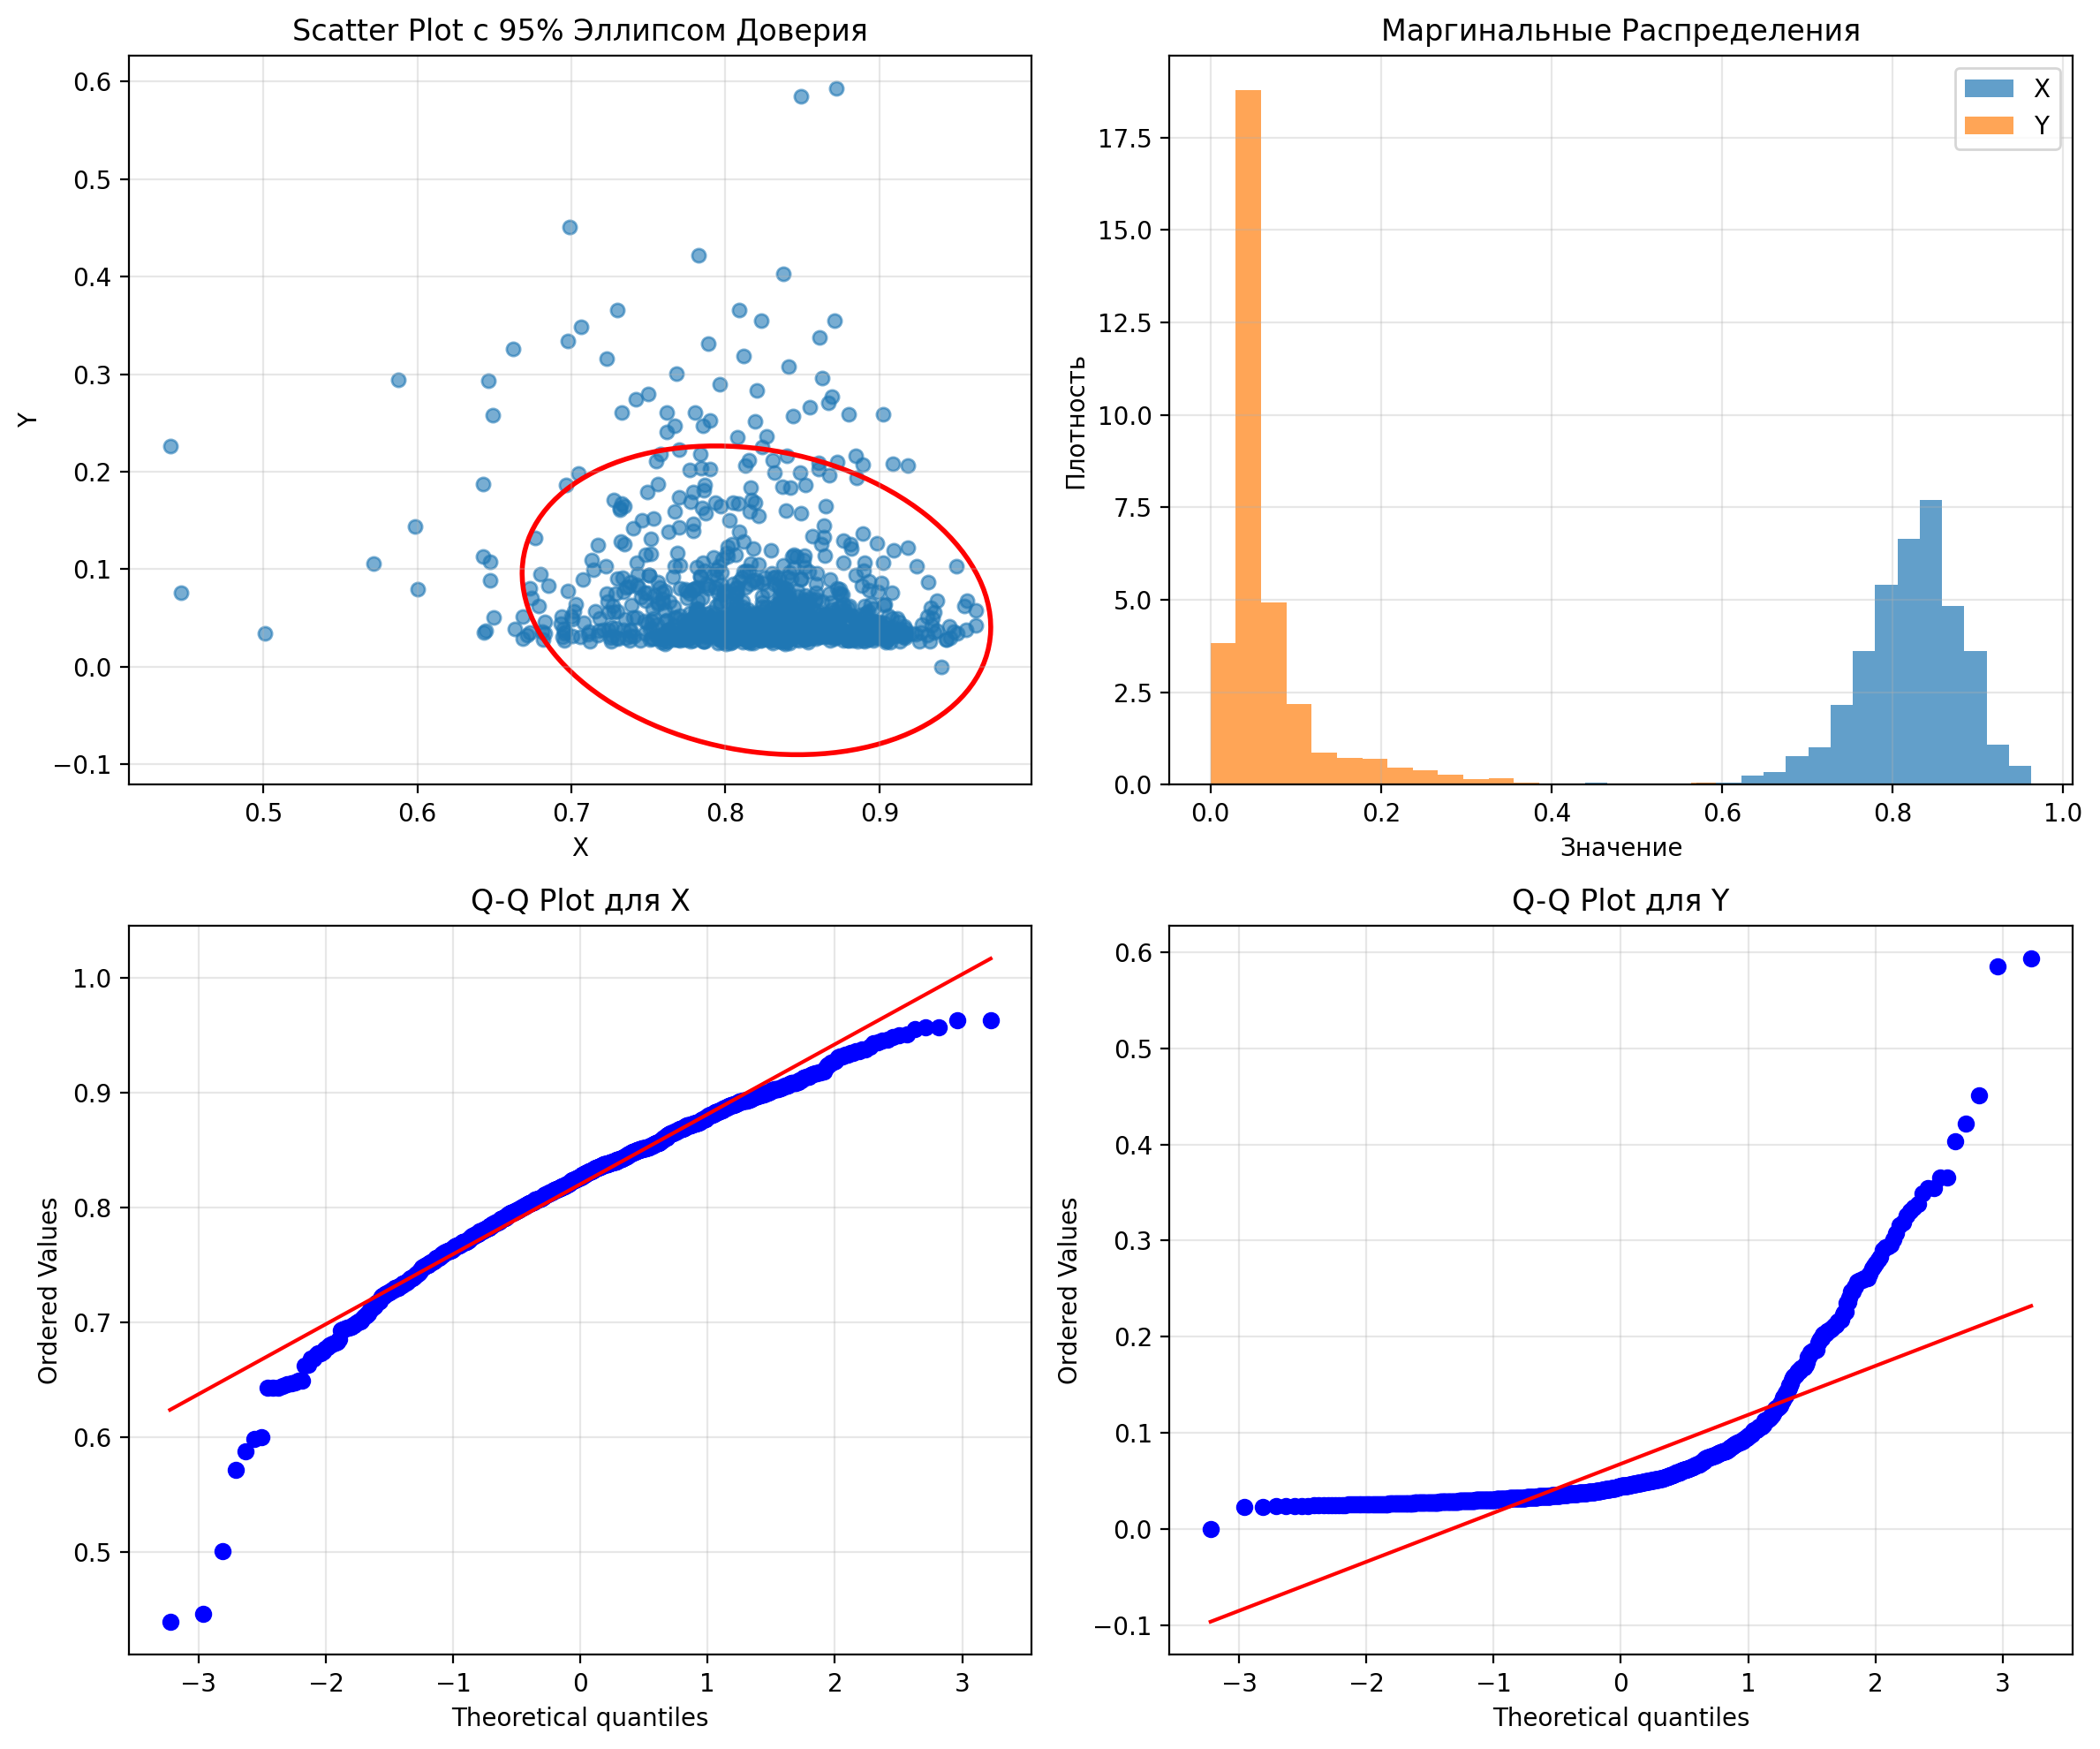 Scatter Plot с 95% Эллипсом Доверия
0.6
0.5
0.4
0.3
0.2
0.1
0.0
−0.1
Y
0.5 0.6 0.7 0.8 0.9
X
Маргинальные Распределения
X
Y
17.5
15.0
12.5
10.0
7.5
5.0
2.5
0.0
Плотность
0.0 0.2 0.4 0.6 0.8 1.0
Значение
Q-Q Plot для X
1.0
0.9
0.8
0.7
0.6
0.5
Ordered Values
−3 −2 −1 0 1 2 3
Theoretical quantiles
Q-Q Plot для Y
0.6
0.5
0.4
0.3
0.2
0.1
0.0
−0.1
Ordered Values
−3 −2 −1 0 1 2 3
Theoretical quantiles